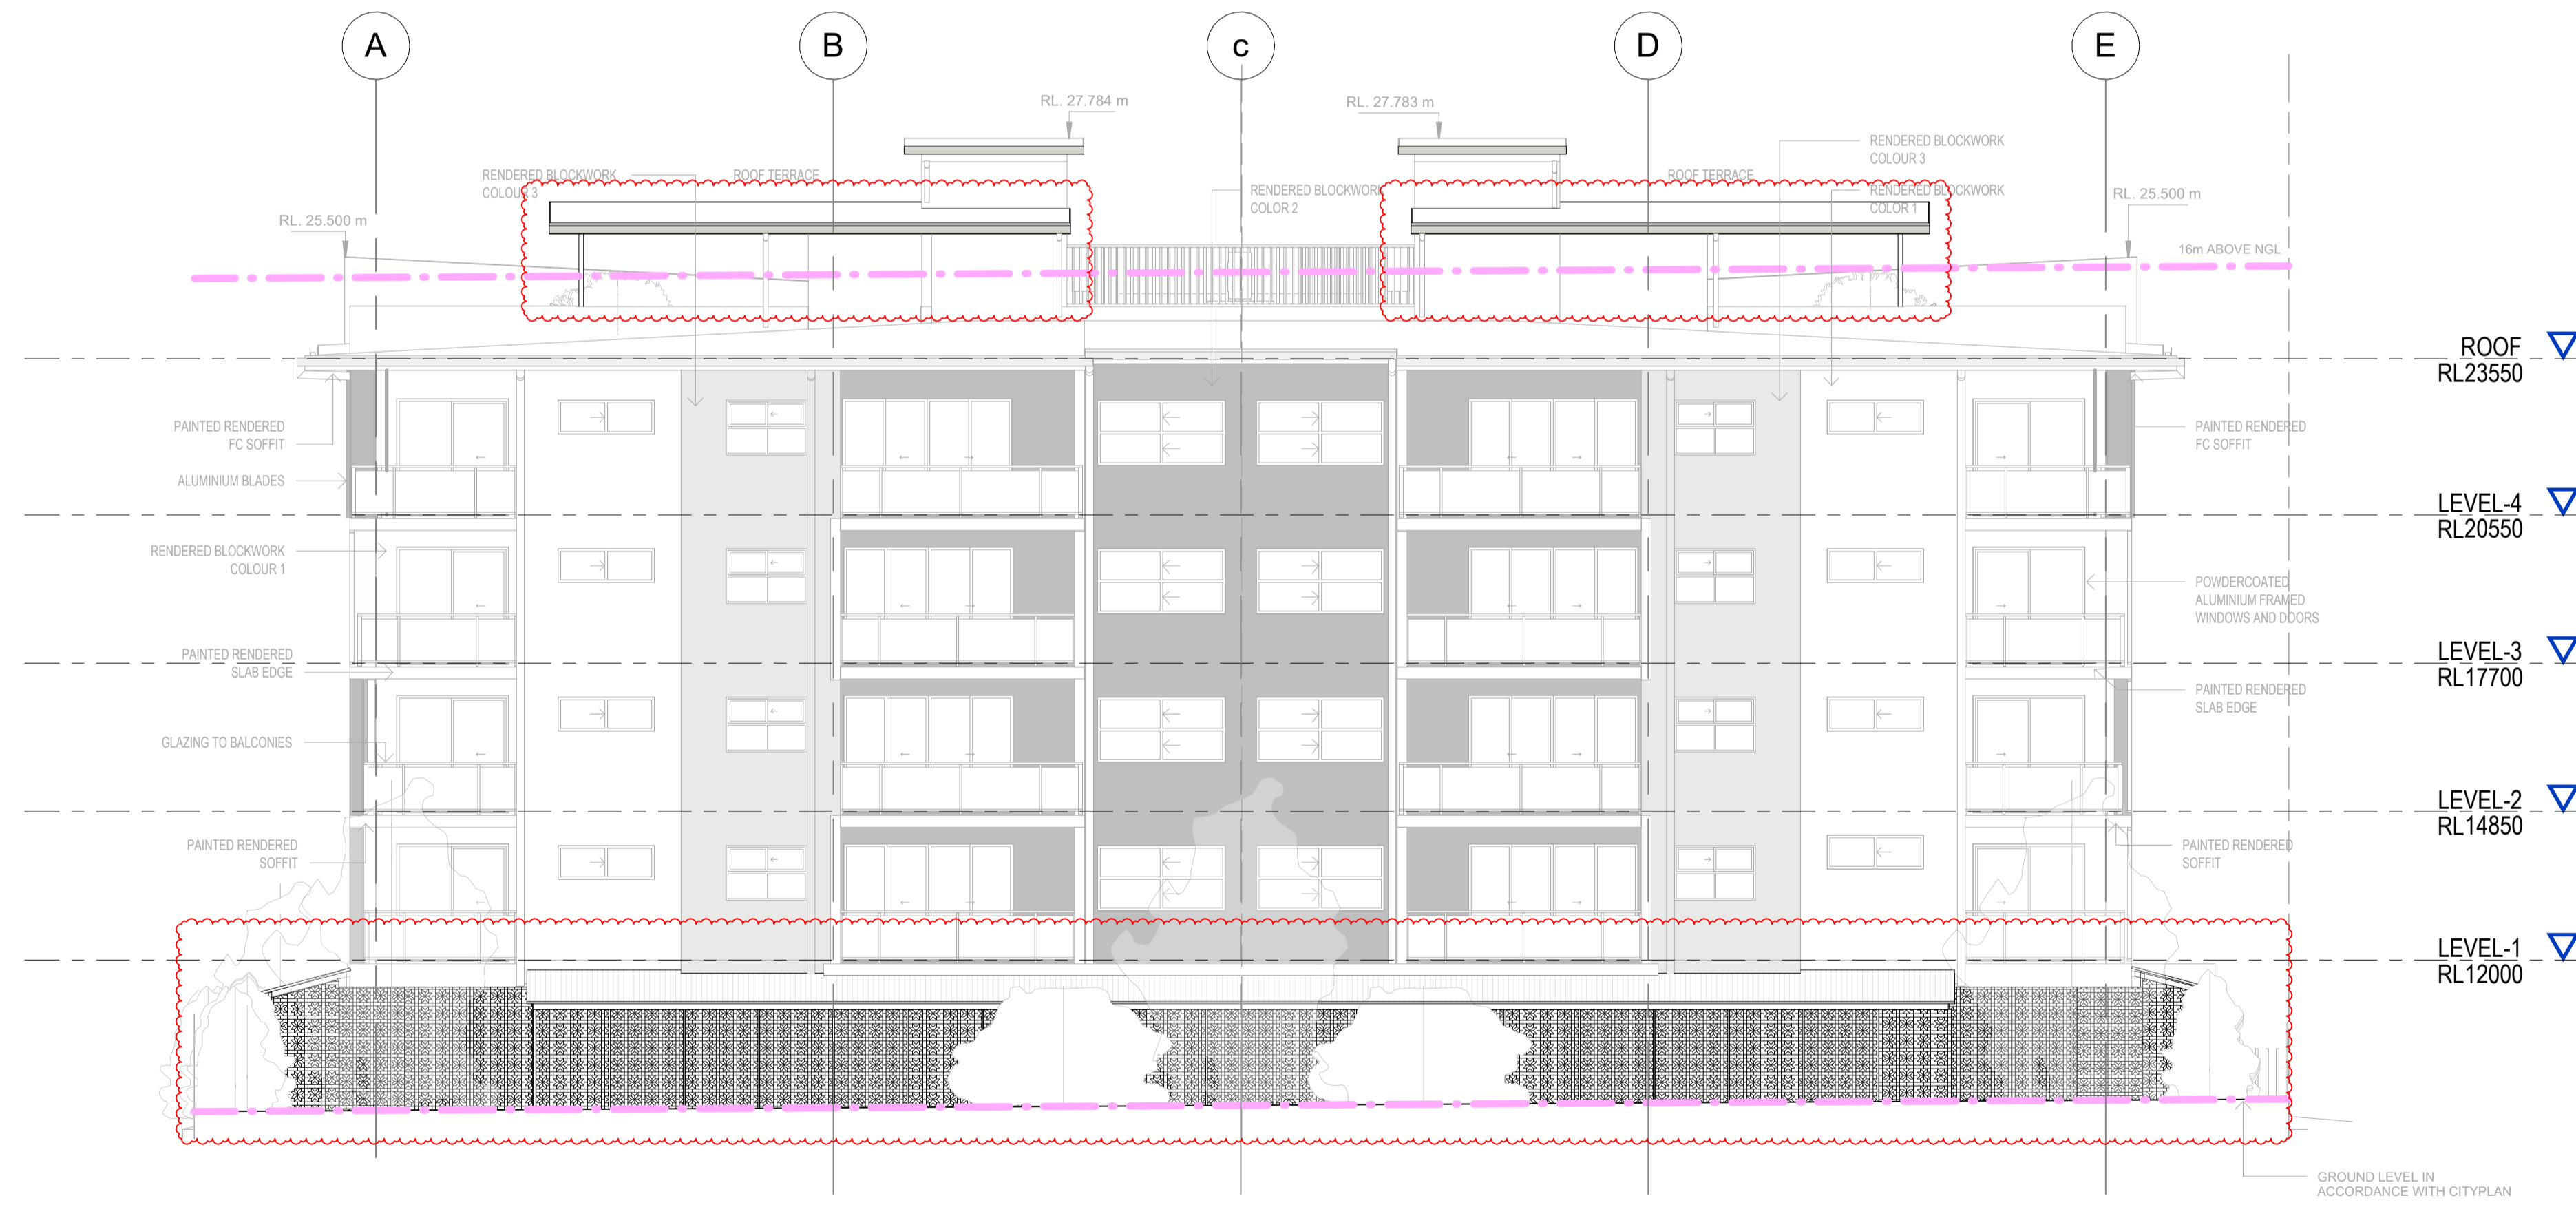 A
B
c
D
E
RL. 27.784 m
RL. 27.783 m
RENDERED BLOCKWORK
COLOUR 3
ROOF TERRACE
RENDERED BLOCKWORK
COLOR 2
RENDERED BLOCKWORK
COLOUR 3
ROOF TERRACE
RENDERED BLOCKWORK
COLOR 1
RL. 25.500 m
RL. 25.500 m
16m ABOVE NGL
ROOF
RL23550
PAINTED RENDERED
FC SOFFIT
PAINTED RENDERED
FC SOFFIT
ALUMINIUM BLADES
LEVEL-4
RL20550
RENDERED BLOCKWORK
COLOUR 1
POWDERCOATED
ALUMINIUM FRAMED
WINDOWS AND DOORS
PAINTED RENDERED
SLAB EDGE
LEVEL-3
RL17700
PAINTED RENDERED
SLAB EDGE
GLAZING TO BALCONIES
LEVEL-2
RL14850
PAINTED RENDERED
SOFFIT
PAINTED RENDERED
SOFFIT
LEVEL-1
RL12000
GROUND LEVEL IN
ACCORDANCE WITH CITYPLAN